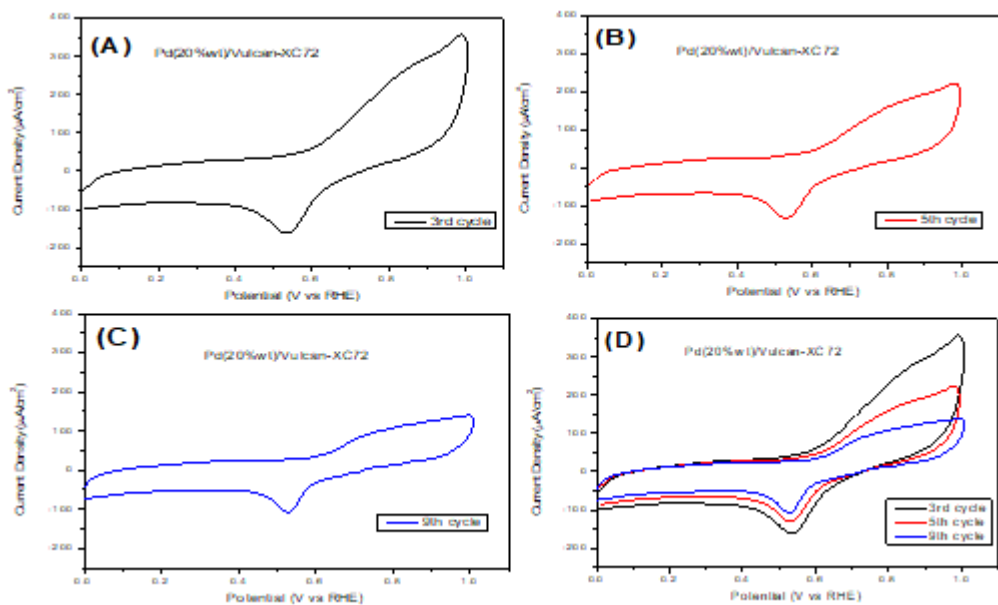 (A)
Pd(20%wt)/Vulcan-XC72
Current Density (µA/cm²)
400
300
200
100
0
-100
-200
3rd cycle
0.0 0.2 0.4 0.6 0.8 1.0
Potential (V vs RHE)
(B)
Pd(20%wt)/Vulcan-XC72
Current Density (µA/cm²)
400
300
200
100
0
-100
-200
5th cycle
0.0 0.2 0.4 0.6 0.8 1.0
Potential (V vs RHE)
(C)
Pd(20%wt)/Vulcan-XC72
Current Density (µA/cm²)
400
300
200
100
0
-100
-200
9th cycle
0.0 0.2 0.4 0.6 0.8 1.0
Potential (V vs RHE)
(D)
Pd(20%wt)/Vulcan-XC72
Current Density (µA/cm²)
400
300
200
100
0
-100
-200
3rd cycle
5th cycle
9th cycle
0.0 0.2 0.4 0.6 0.8 1.0
Potential (V vs RHE)